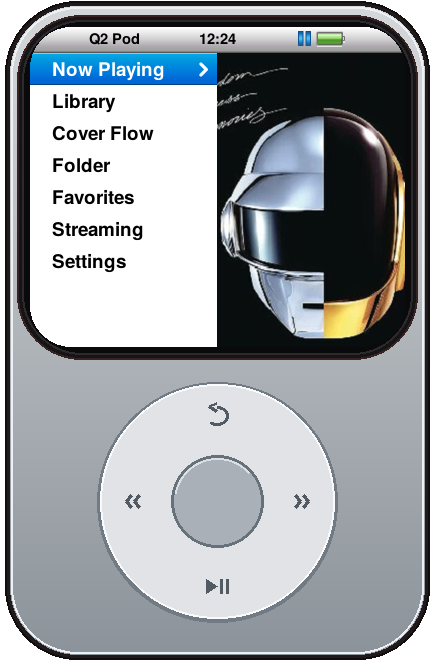 Q2 Pod 12:24
Now Playing
Library
Cover Flow
Folder
Favorites
Streaming
Settings